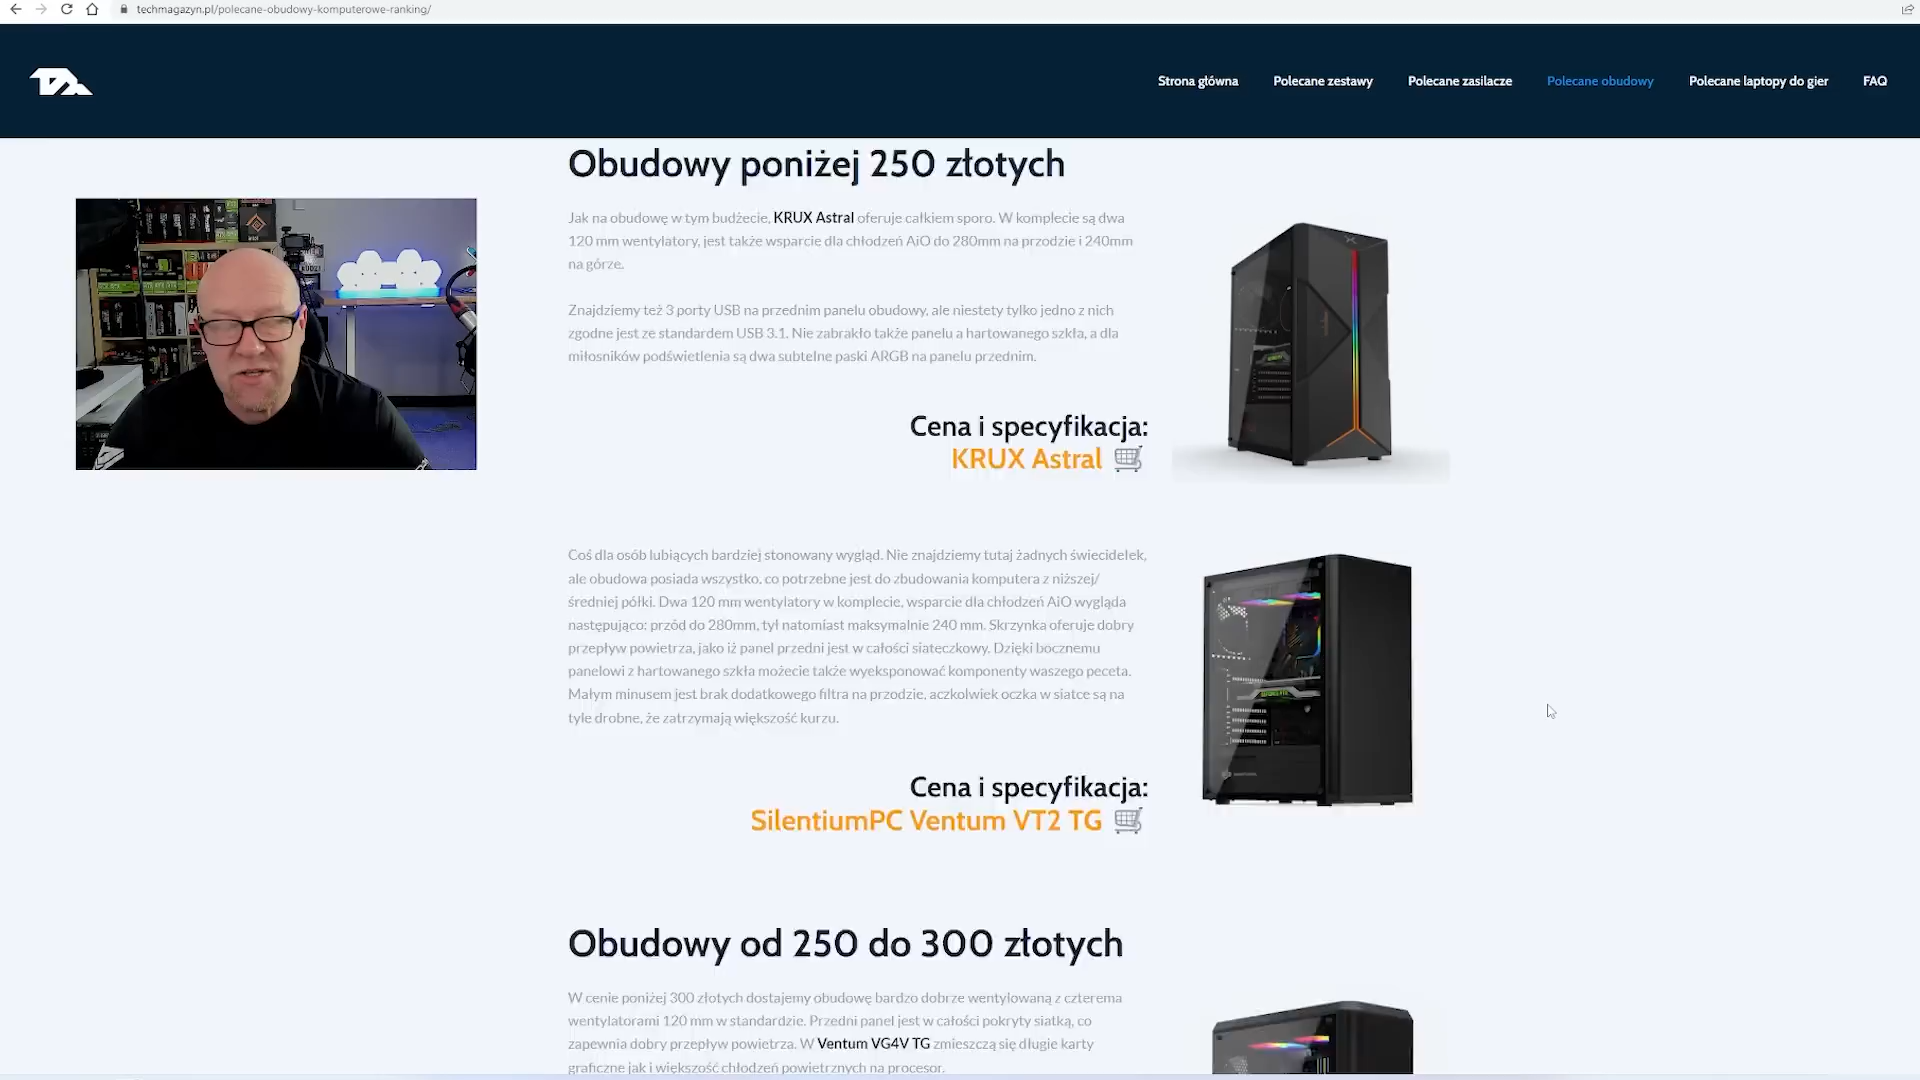 techmagazyn.pl/polecane-obudowy-komputerowe-ranking/
Strona główna Polecane zestawy Polecane zasilacze Polecane obudowy Polecane laptopy do gier FAQ
Obudowy poniżej 250 złotych
Jak na obudowę w tym budżecie, KRUX Astral oferuje całkiem sporo. W komplecie są dwa
120 mm wentylatory, jest także wsparcie dla chłodzeń AiO do 280mm na przodzie i 240mm
na górze.
Znajdziemy też 3 porty USB na przednim panelu obudowy, ale niestety tylko jedno z nich
zgodne jest ze standardem USB 3.1. Nie zabrakło także panelu a hartowanego szkła, a dla
miłośników podświetlenia są dwa subtelne paski ARGB na panelu przednim.
Cena i specyfikacja:
KRUX Astral
Coś dla osób lubiących bardziej stonowany wygląd. Nie znajdziemy tutaj żadnych świecidełek,
ale obudowa posiada wszystko, co potrzebne jest do zbudowania komputera z niższej/
średniej półki. Dwa 120 mm wentylatory w komplecie, wsparcie dla chłodzeń AiO wygląda
następująco: przód do 280mm, tył natomiast maksymalnie 240 mm. Skrzynka oferuje dobry
przepływ powietrza, jako iż panel przedni jest w całości siateczkowy. Dzięki bocznemu
panelowi z hartowanego szkła możecie także wyeksponować komponenty waszego peceta.
Małym minusem jest brak dodatkowego filtra na przodzie, aczkolwiek oczka w siatce są na
tyle drobne, że zatrzymają większość kurzu.
Cena i specyfikacja:
SilentiumPC Ventum VT2 TG
Obudowy od 250 do 300 złotych
W cenie poniżej 300 złotych dostajemy obudowę bardzo dobrze wentylowaną z czterema
wentylatorami 120 mm w standardzie. Przedni panel jest w całości pokryty siatką, co
zapewnia dobry przepływ powietrza. W Ventum VG4V TG zmieszczą się długie karty
graficzne jak i większość chłodzeń powietrznych na procesor.